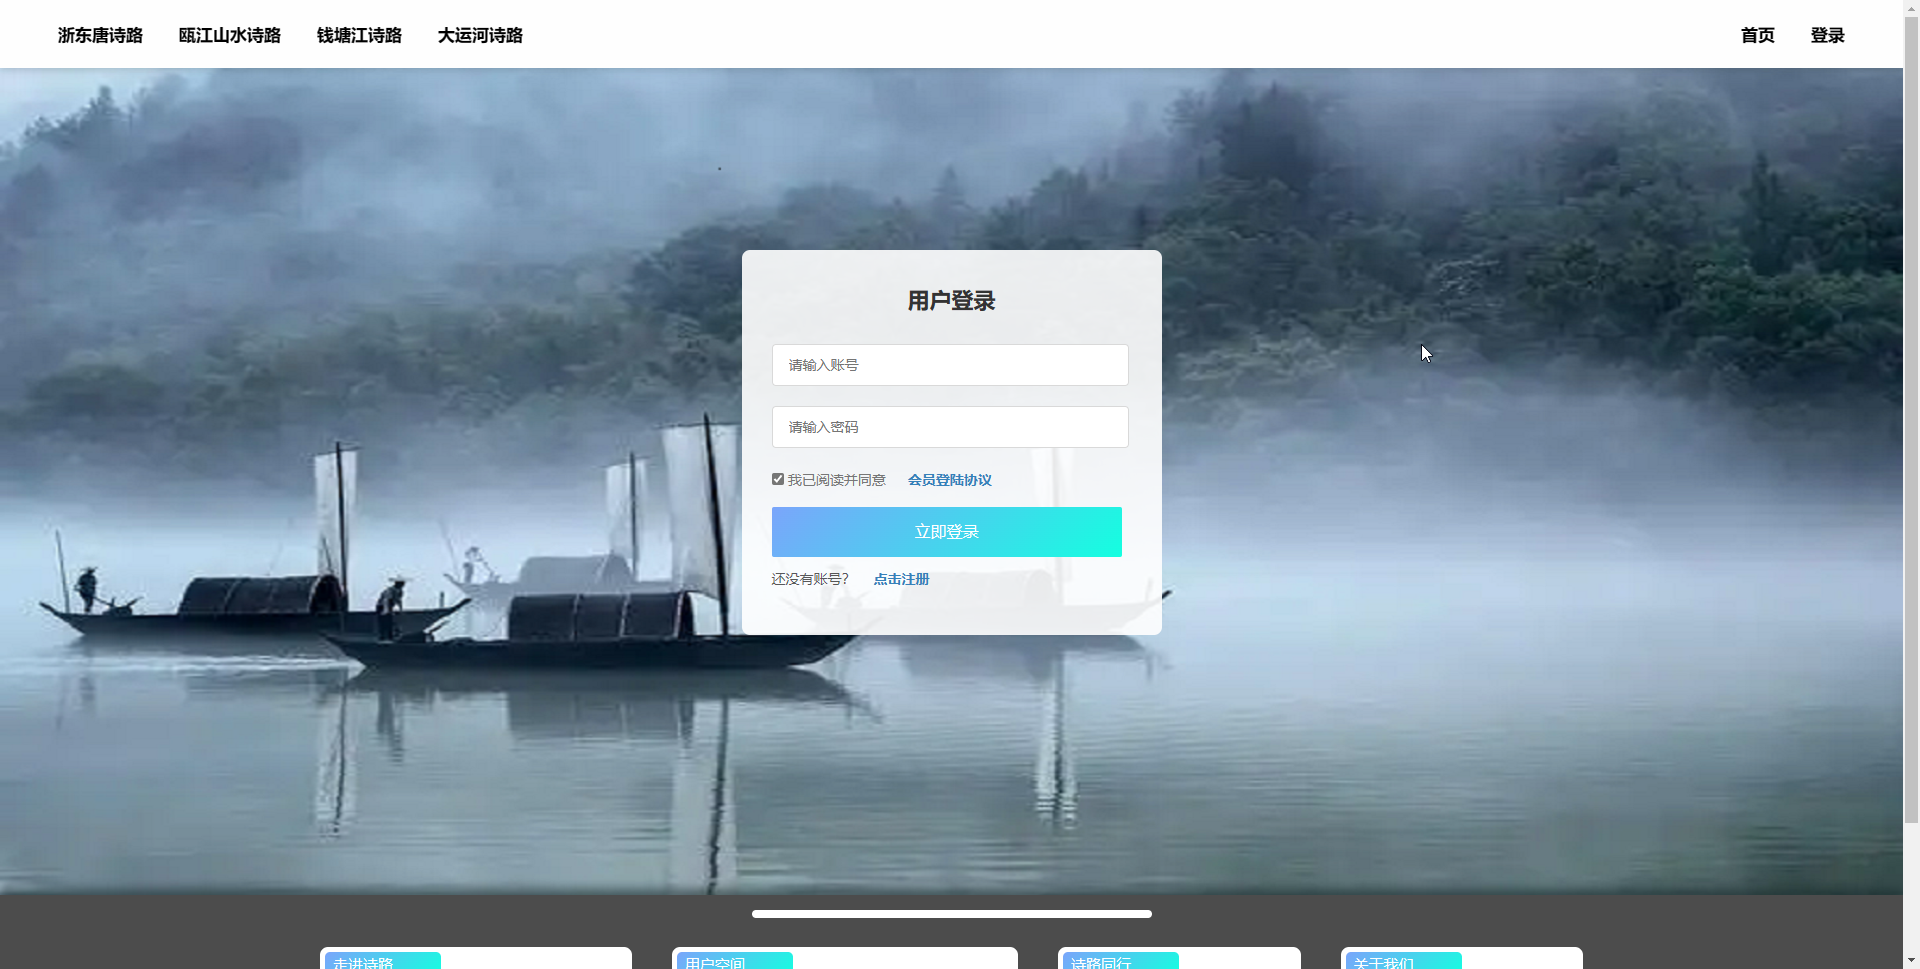 浙东唐诗路 瓯江山水诗路 钱塘江诗路 大运河诗路 首页 登录
用户登录
请输入账号
请输入密码
我已阅读并同意 会员登陆协议
立即登录
还没有账号? 点击注册
走进诗路 用户空间 诗路同行 关于我们